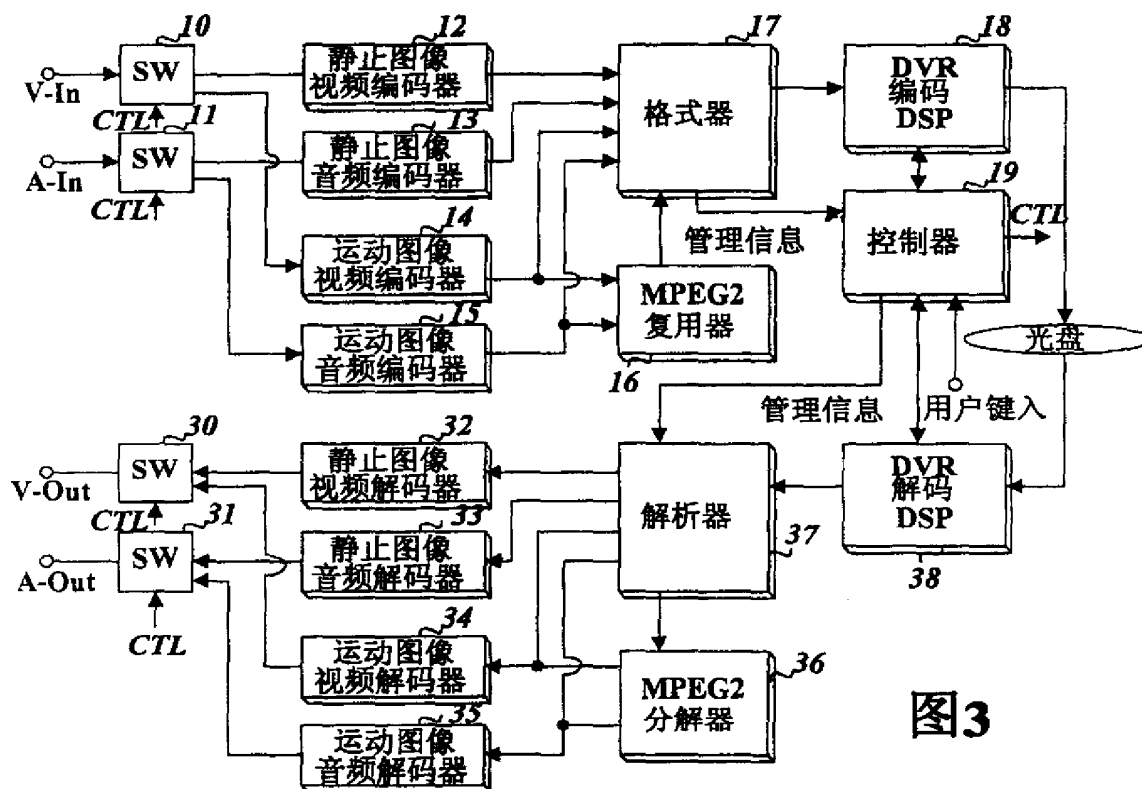 10
SW
V-In
CTL
11
SW
A-In
CTL
12
静止图像
视频编码器
13
静止图像
音频编码器
14
运动图像
视频编码器
15
运动图像
音频编码器
17
格式器
管理信息
MPEG2
复用器
16
18
DVR
编码
DSP
19
控制器
CTL
光盘
管理信息
用户键入
30
SW
V-Out
CTL
31
SW
A-Out
CTL
32
静止图像
视频解码器
33
静止图像
音频解码器
34
运动图像
视频解码器
35
运动图像
音频解码器
解析器
37
DVR
解码
DSP
38
MPEG2
分解器
36
图3